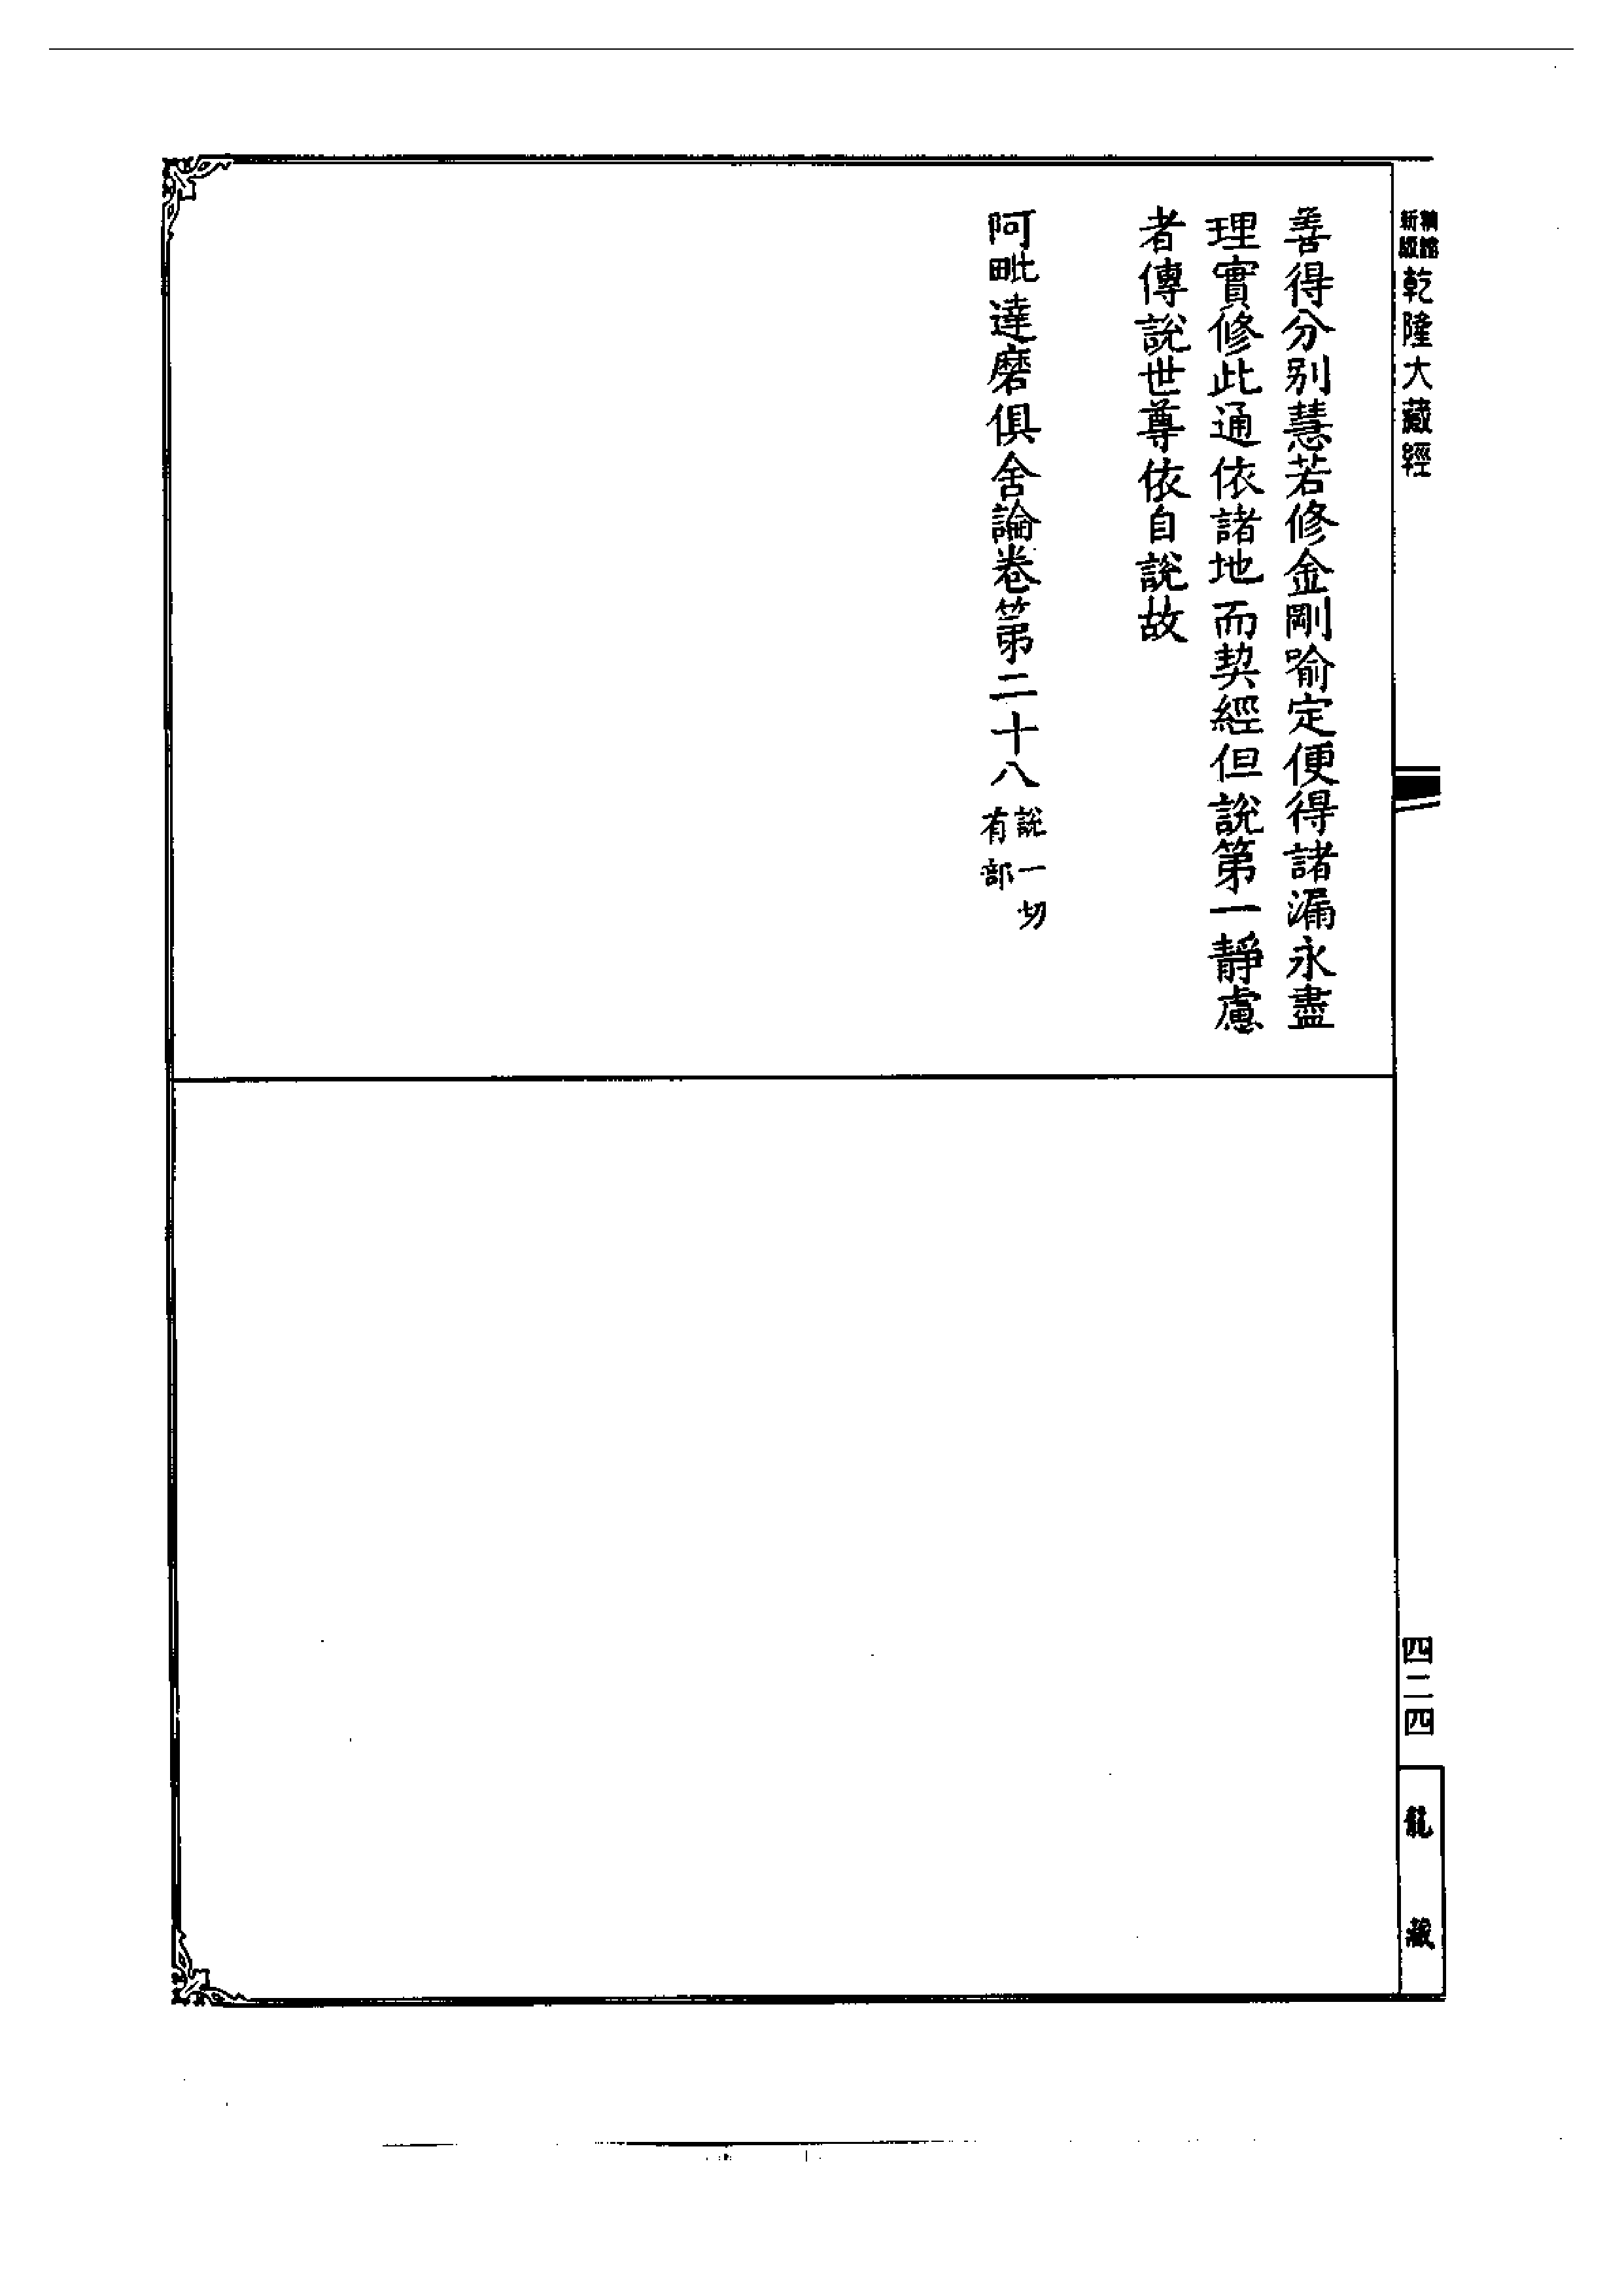 精縮新版乾隆大藏經
善得分別慧若修金剛喻定便得諸漏永盡
理實修此通依諸地而契經但說第一靜慮
者傳說世尊依自說故
阿毗達磨俱舍論卷第二十八說一切有部
四二四
龍藏